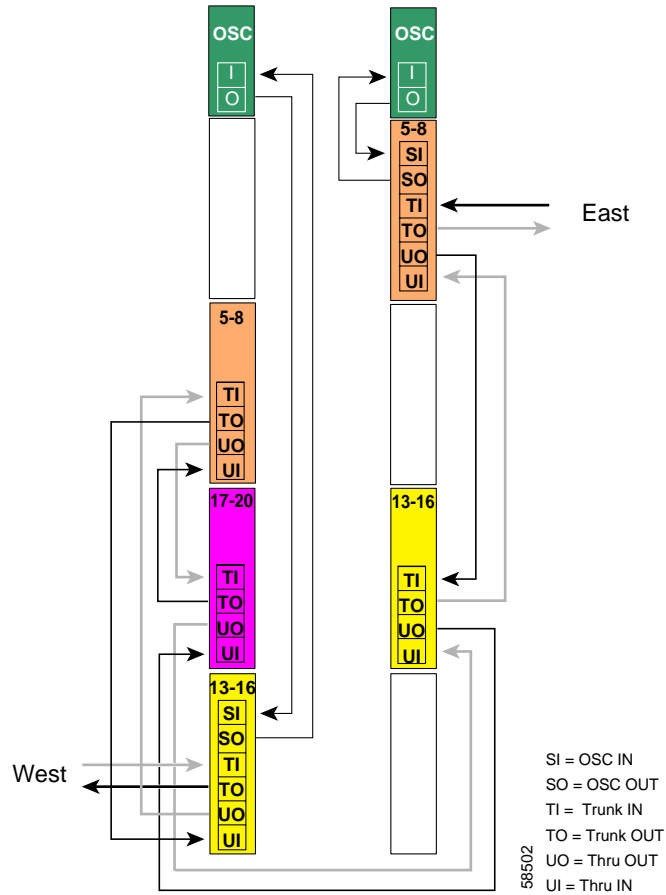 OSC
I
O
5-8
TI
TO
UO
UI
17-20
TI
TO
UO
UI
13-16
SI
SO
TI
TO
UO
UI
West
OSC
I
O
5-8
SI
SO
TI
TO
UO
UI
East
13-16
TI
TO
UO
UI
SI = OSC IN
SO = OSC OUT
TI = Trunk IN
TO = Trunk OUT
UO = Thru OUT
UI = Thru IN
58502